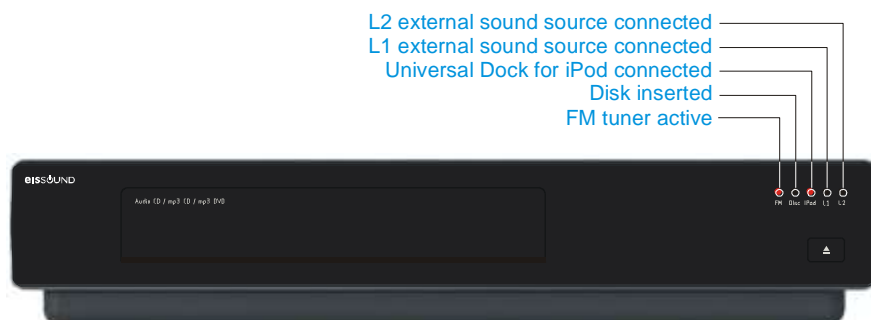 L2 external sound source connected
L1 external sound source connected
Universal Dock for iPod connected
Disk inserted
FM tuner active
eissound
Audio CD / mp3 CD / mp3 DVD
FM Disc iPod L1 L2